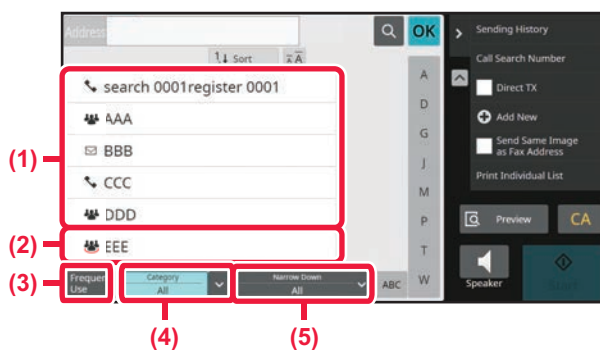 Address
OK
Sort
A A
search 0001register 0001
AAA
BBB
CCC
DDD
EEE
A
D
G
J
M
P
T
W
ABC
Frequen
Use
Category
All
Narrow Down
All
Sending History
Call Search Number
Direct TX
Add New
Send Same Image
as Fax Address
Print Individual List
Preview
CA
Speaker
Start
(1)
(2)
(3)
(4)
(5)